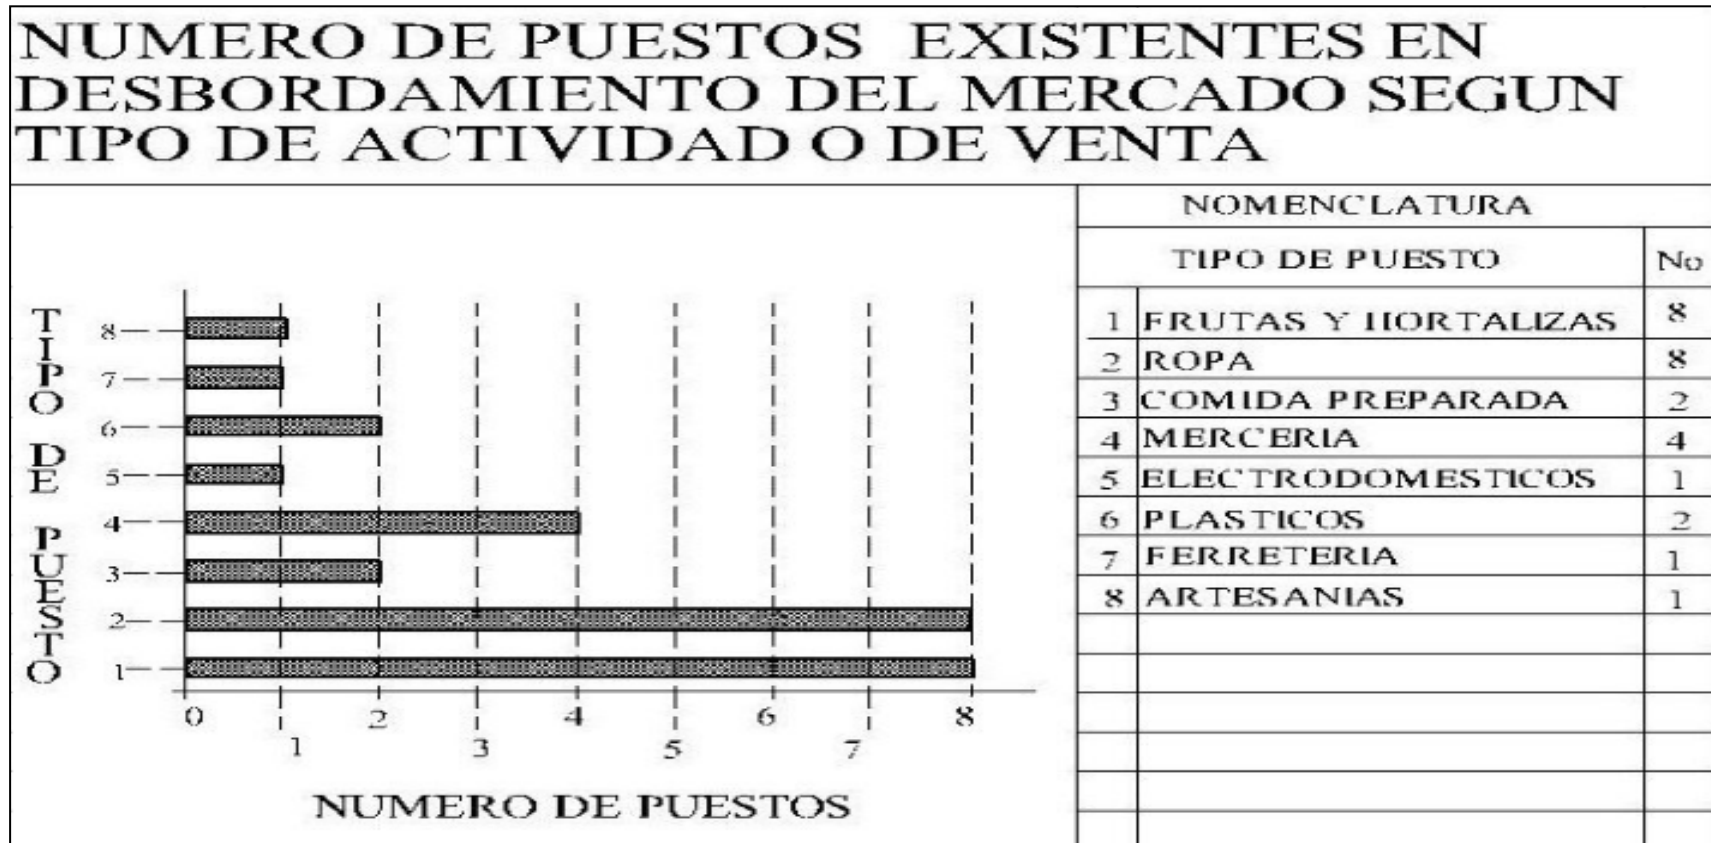 NUMERO DE PUESTOS EXISTENTES EN
DESBORDAMIENTO DEL MERCADO SEGUN
TIPO DE ACTIVIDAD O DE VENTA
TIPO DE PUESTO
8
7
6
5
4
3
2
1
0 2 4 6 8
1 3 5 7
NUMERO DE PUESTOS
NOMENCLATURA
TIPO DE PUESTO No
1 FRUTAS Y HORTALIZAS 8
2 ROPA 8
3 COMIDA PREPARADA 2
4 MERCERIA 4
5 ELECTRODOMESTICOS 1
6 PLASTICOS 2
7 FERRETERIA 1
8 ARTESANIAS 1